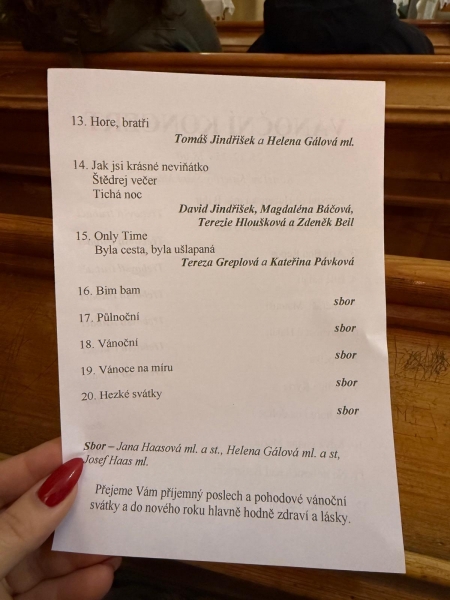 13. Hore, bratři
Tomáš Jindřišek a Helena Gálová ml.
14. Jak jsi krásné neviňátko
Štědrej večer
Tichá noc
David Jindřišek, Magdaléna Báčová,
Terezie Hloušková a Zdeněk Beil
15. Only Time
Byla cesta, byla ušlapaná
Tereza Greplová a Kateřina Pávková
16. Bim bam
sbor
17. Půlnoční
sbor
18. Vánoční
sbor
19. Vánoce na míru
sbor
20. Hezké svátky
sbor
Sbor – Jana Haasová ml. a st., Helena Gálová ml. a st,
Josef Haas ml.
Přejeme Vám příjemný poslech a pohodové vánoční
svátky a do nového roku hlavně hodně zdraví a lásky.